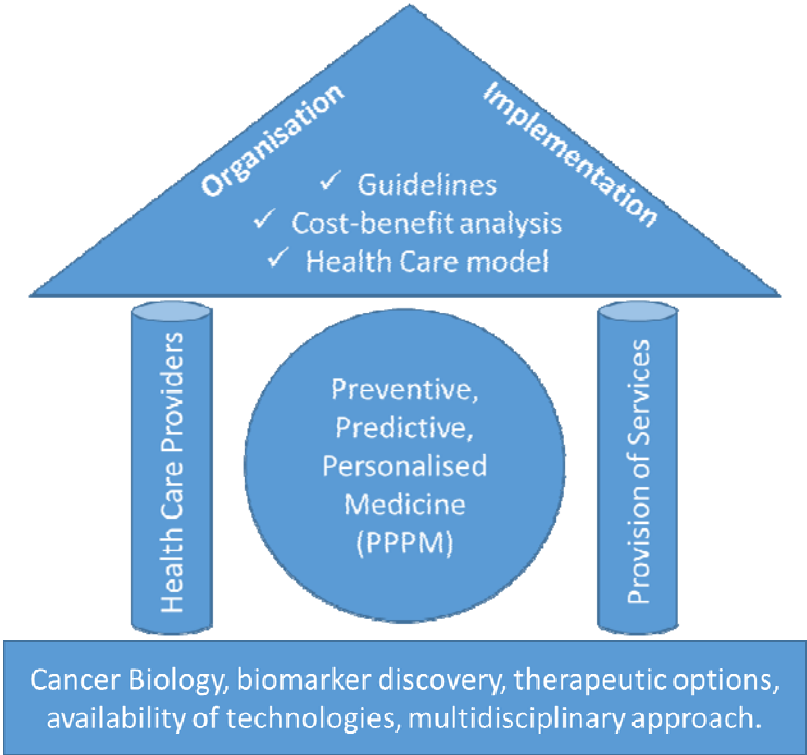 Organisation
Implementation
✓ Guidelines
✓ Cost-benefit analysis
✓ Health Care model
Health Care Providers
Preventive,
Predictive,
Personalised
Medicine
(PPPM)
Provision of Services
Cancer Biology, biomarker discovery, therapeutic options,
availability of technologies, multidisciplinary approach.